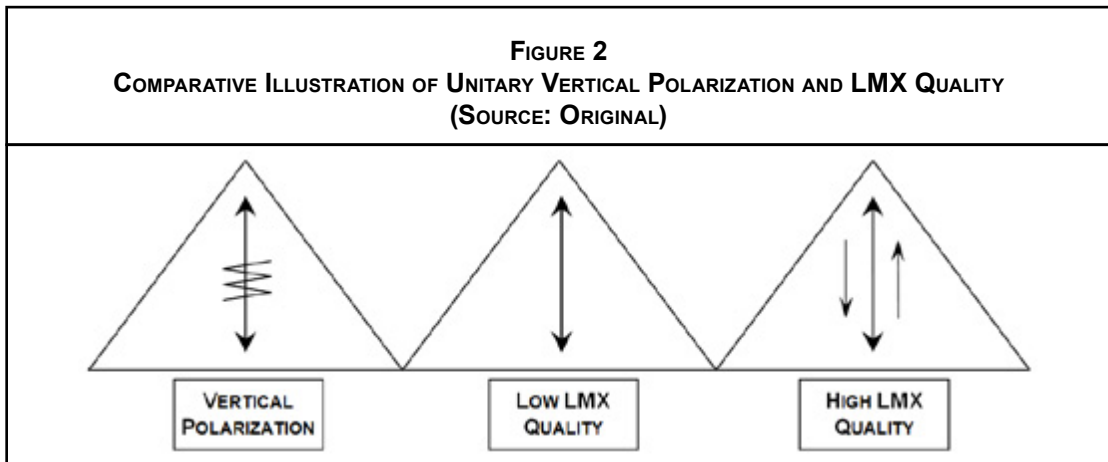 FIGURE 2
COMPARATIVE ILLUSTRATION OF UNITARY VERTICAL POLARIZATION AND LMX QUALITY
(SOURCE: ORIGINAL)
VERTICAL
POLARIZATION
LOW LMX
QUALITY
HIGH LMX
QUALITY